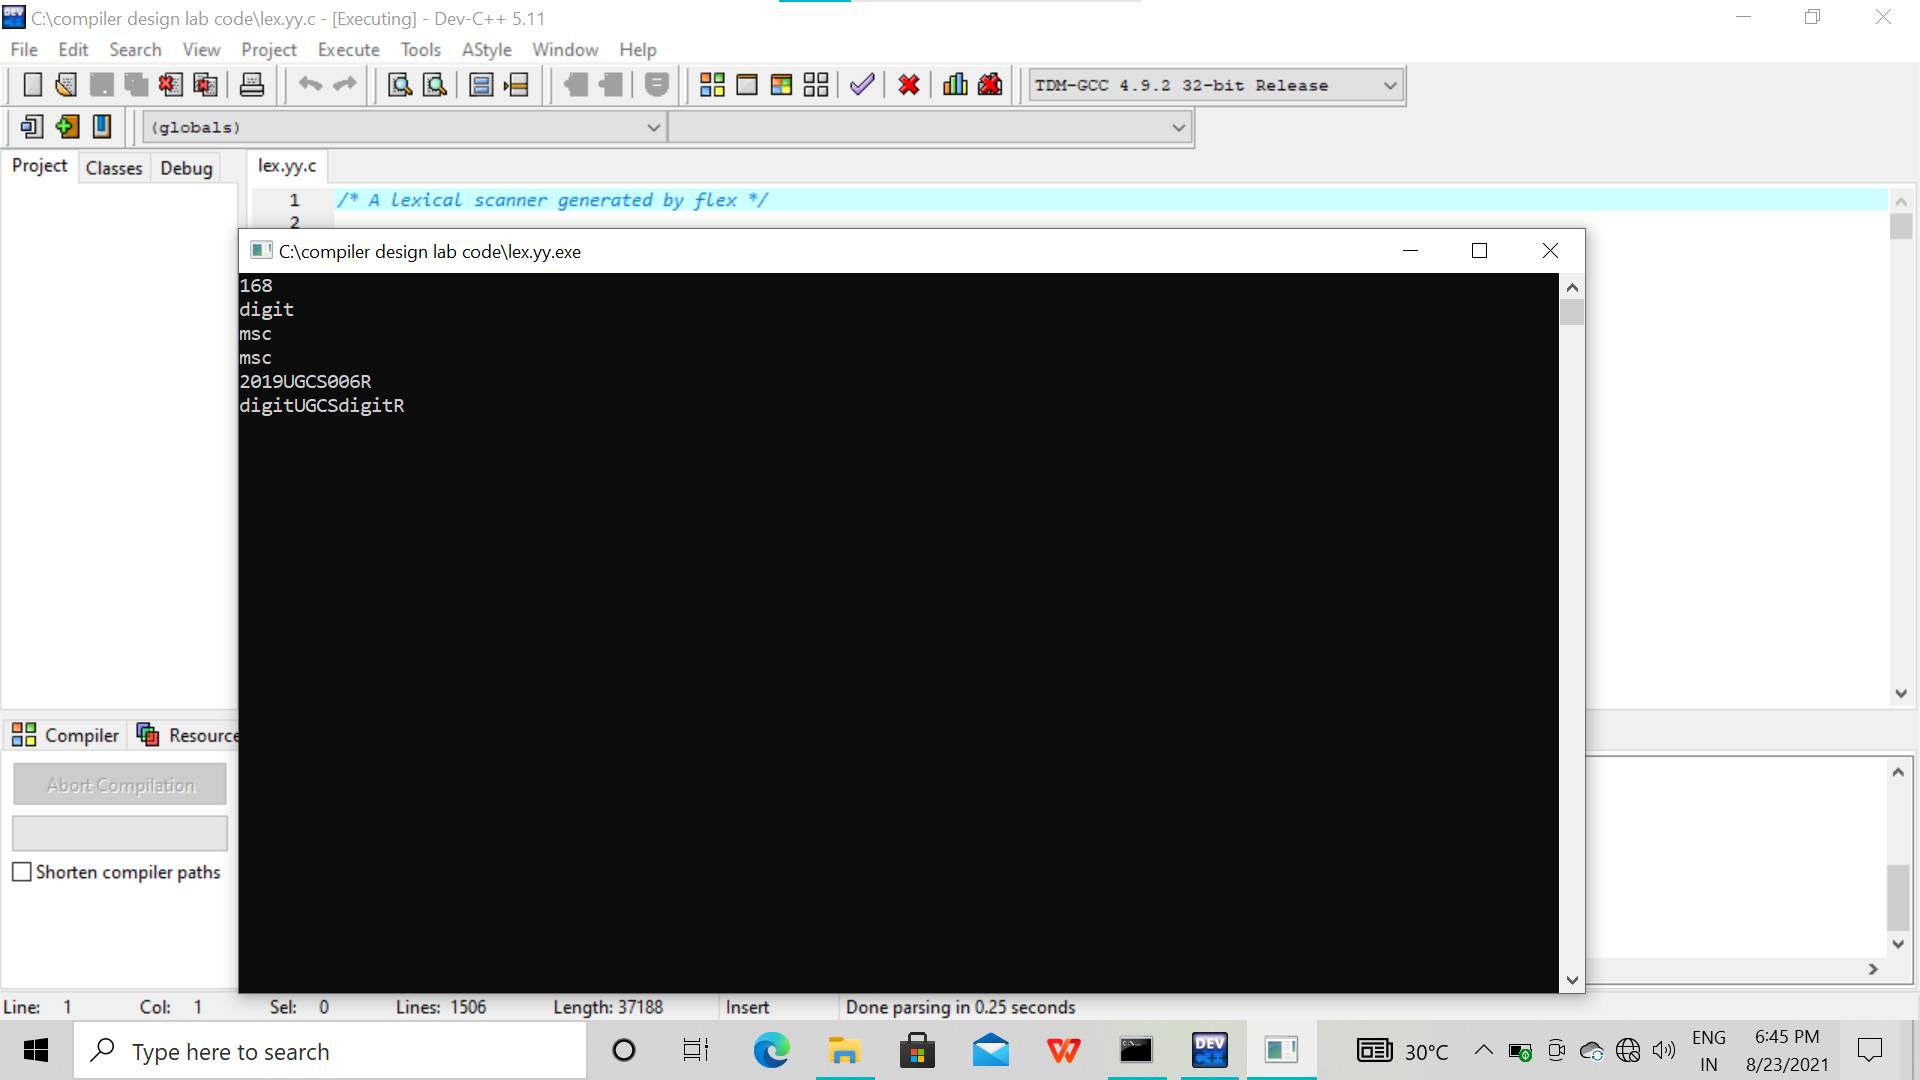 C:\compiler design lab code\lex.yy.c - [Executing] - Dev-C++ 5.11
File Edit Search View Project Execute Tools AStyle Window Help
TDM-GCC 4.9.2 32-bit Release
(globals)
Project Classes Debug lex.yy.c
1 /* A lexical scanner generated by flex */
2
C:\compiler design lab code\lex.yy.exe
168
digit
msc
msc
2019UGCS006R
digitUGCSdigitR
Compiler Resource
Abort Compilation
Shorten compiler paths
Line: 1 Col: 1 Sel: 0 Lines: 1506 Length: 37188 Insert Done parsing in 0.25 seconds
Type here to search
DEV
C++
30°C
ENG
IN
6:45 PM
8/23/2021